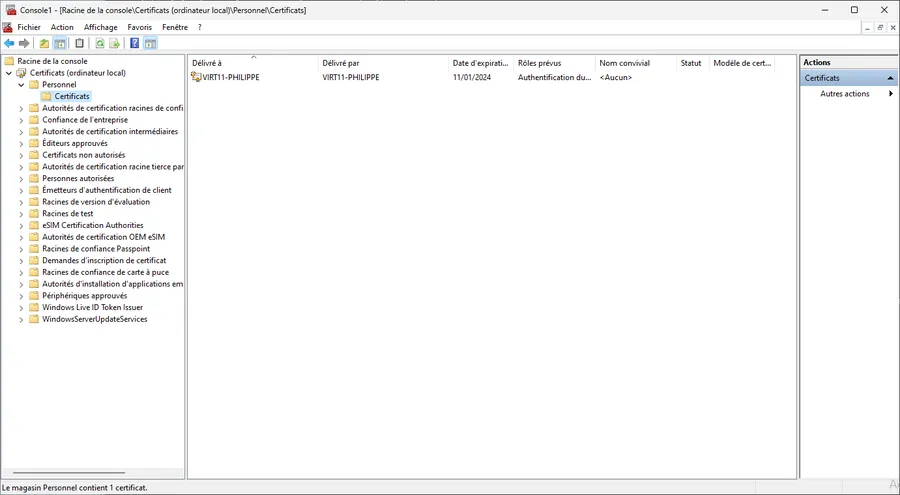 Console1 - [Racine de la console\Certificats (ordinateur local)\Personnel\Certificats]
Fichier Action Affichage Favoris Fenêtre ?
Racine de la console
Certificats (ordinateur local)
Personnel
Certificats
Autorités de certification racines de confi
Confiance de l'entreprise
Autorités de certification intermédiaires
Éditeurs approuvés
Certificats non autorisés
Autorités de certification racine tierce par
Personnes autorisées
Émetteurs d'authentification de client
Racines de version d'évaluation
Racines de test
eSIM Certification Authorities
Autorités de certification OEM eSIM
Racines de confiance Passpoint
Demandes d'inscription de certificat
Racines de confiance de carte à puce
Autorités d'installation d'applications em
Périphériques approuvés
Windows Live ID Token Issuer
WindowsServerUpdateServices
Délivré à Délivré par Date d'expirati... Rôles prévus Nom convivial Statut Modèle de cert...
VIRT11-PHILIPPE VIRT11-PHILIPPE 11/01/2024 Authentification du... <Aucun>
Actions
Certificats
Autres actions
Le magasin Personnel contient 1 certificat.